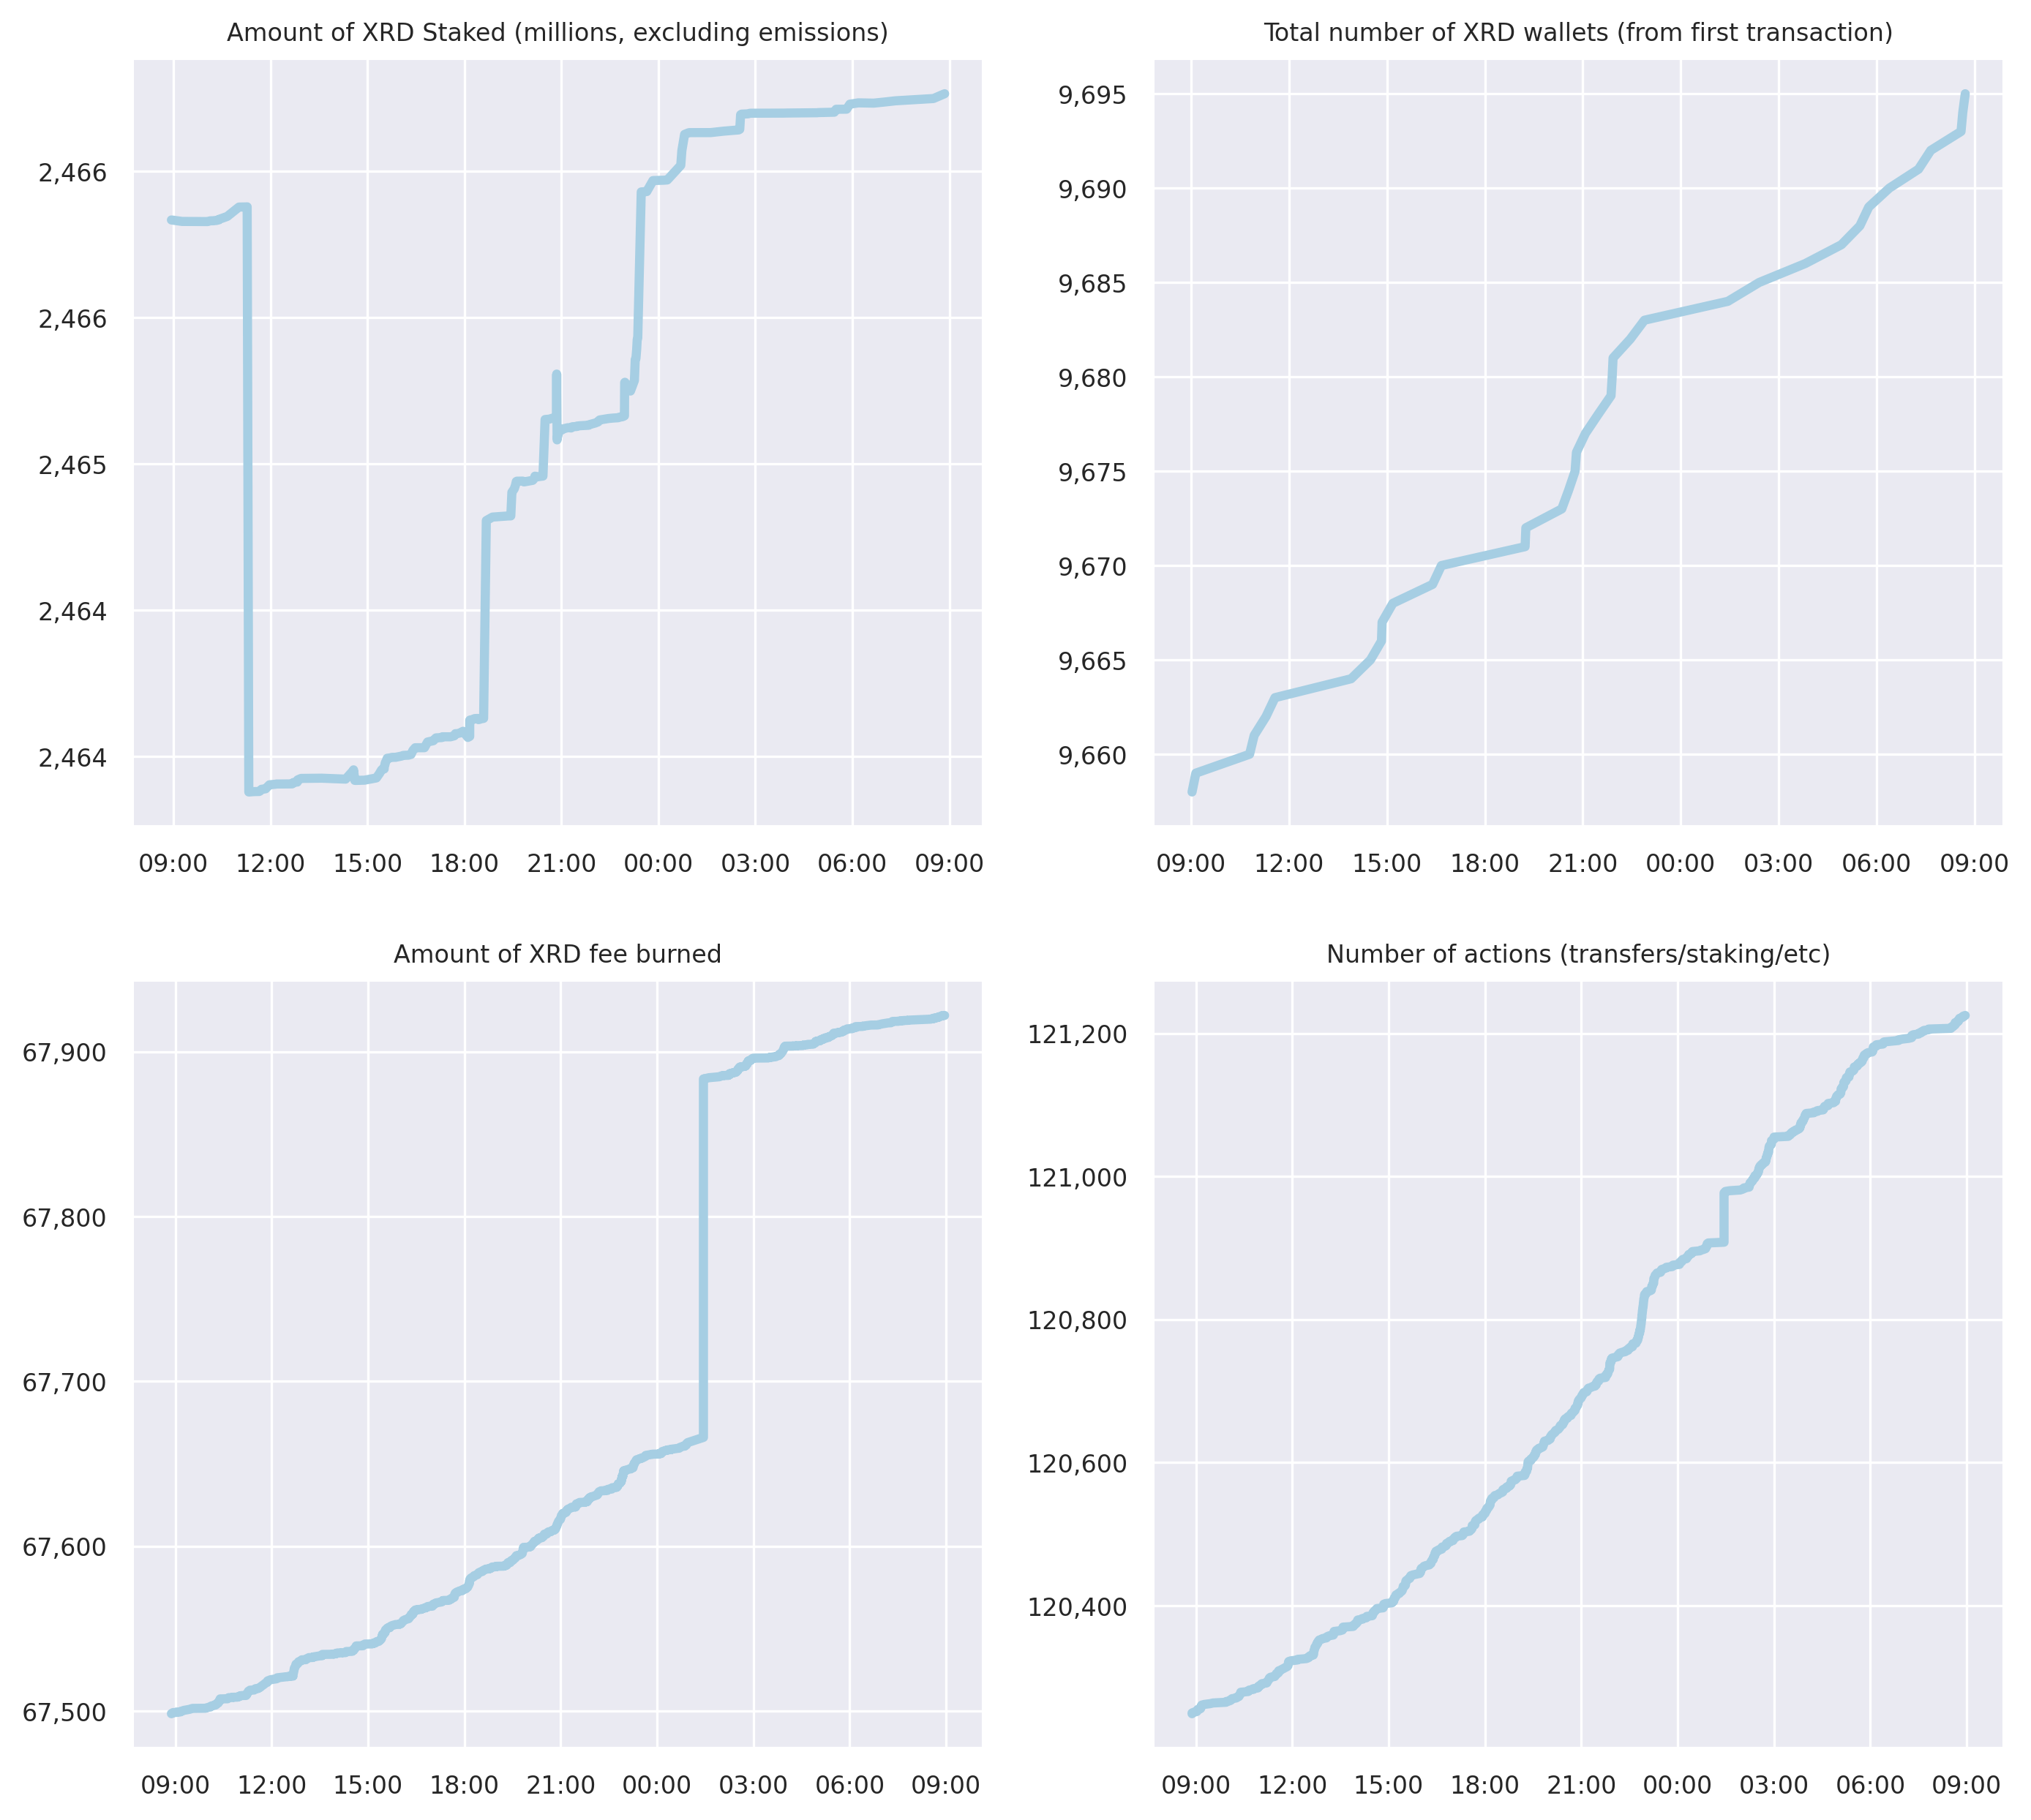 Amount of XRD Staked (millions, excluding emissions)
2,466
2,466
2,465
2,464
2,464
09:00 12:00 15:00 18:00 21:00 00:00 03:00 06:00 09:00
Total number of XRD wallets (from first transaction)
9,695
9,690
9,685
9,680
9,675
9,670
9,665
9,660
09:00 12:00 15:00 18:00 21:00 00:00 03:00 06:00 09:00
Amount of XRD fee burned
67,900
67,800
67,700
67,600
67,500
09:00 12:00 15:00 18:00 21:00 00:00 03:00 06:00 09:00
Number of actions (transfers/staking/etc)
121,200
121,000
120,800
120,600
120,400
09:00 12:00 15:00 18:00 21:00 00:00 03:00 06:00 09:00